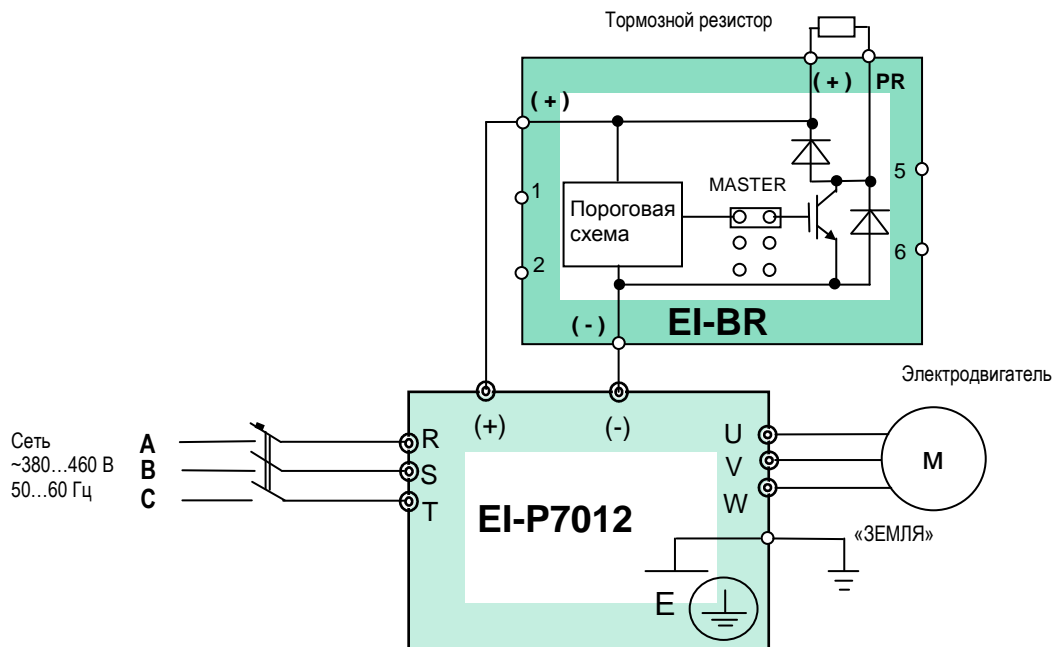 Тормозной резистор
(+) PR
(+)
1
2
MASTER
5
6
Пороговая
схема
(-)
EI-BR
Электродвигатель
Сеть
~380...460 В
50...60 Гц
A
B
C
R
S
T
(+)
(-)
U
V
W
M
EI-P7012
«ЗЕМЛЯ»
E